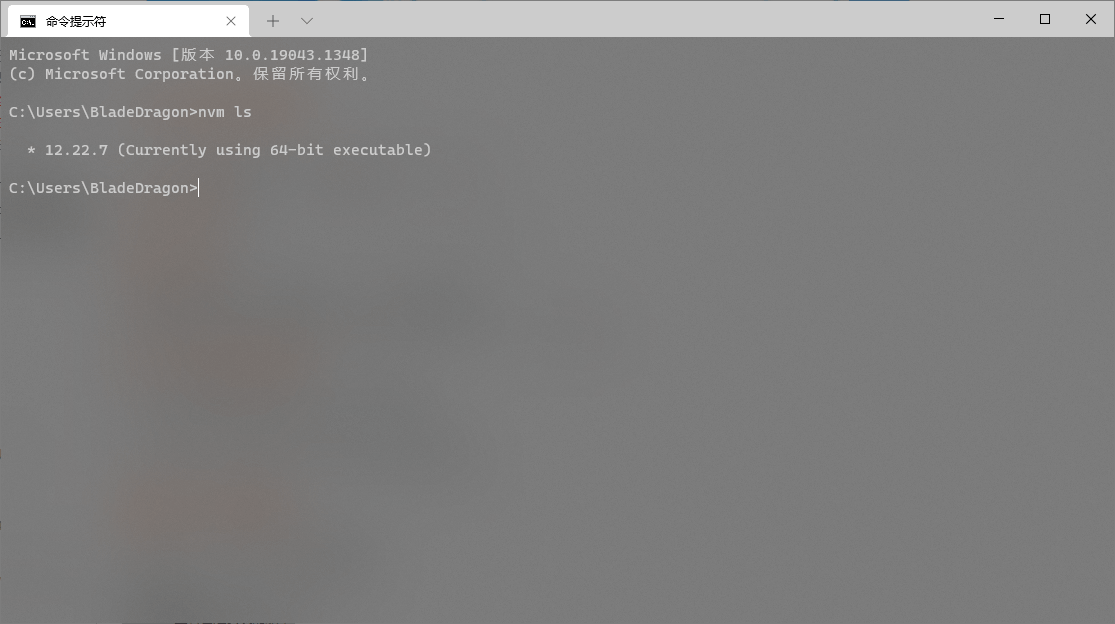 命令提示符
Microsoft Windows [版本 10.0.19043.1348]
(c) Microsoft Corporation。保留所有权利。
C:\Users\BladeDragon>nvm ls
* 12.22.7 (Currently using 64-bit executable)
C:\Users\BladeDragon>